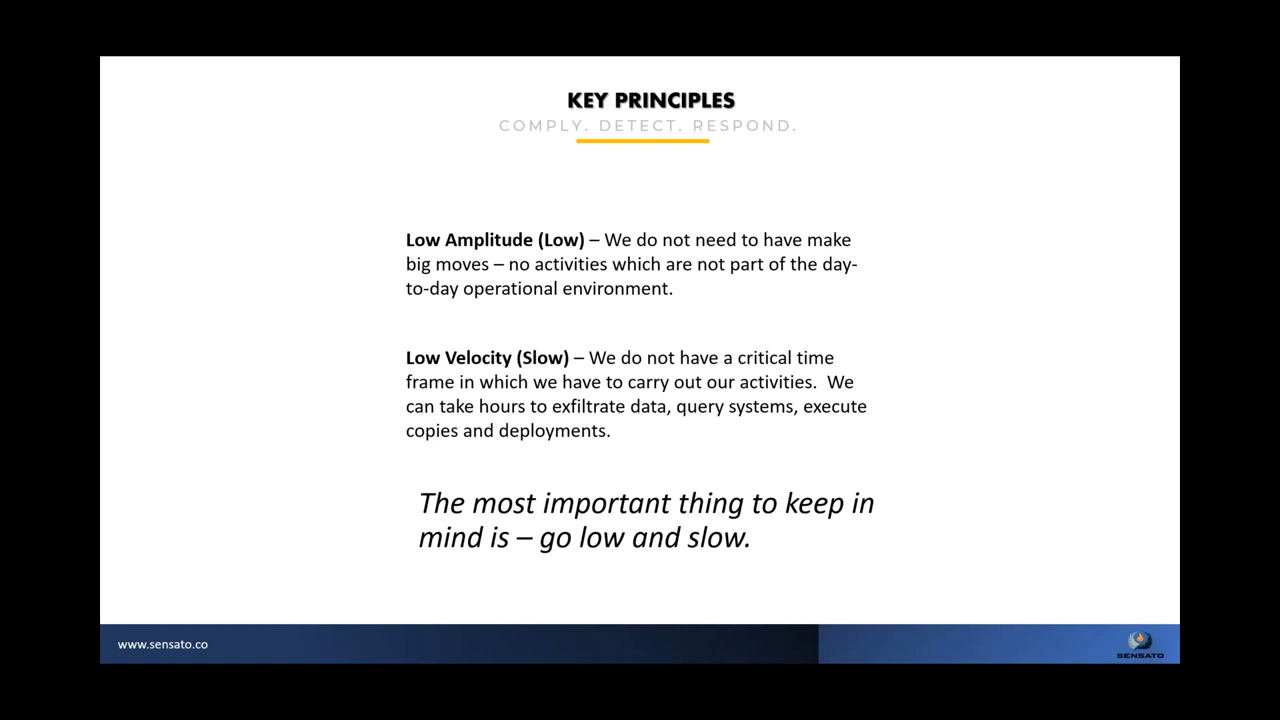 KEY PRINCIPLES
COMPLY. DETECT. RESPOND.
Low Amplitude (Low) – We do not need to have make
big moves – no activities which are not part of the day-
to-day operational environment.
Low Velocity (Slow) – We do not have a critical time
frame in which we have to carry out our activities.  We
can take hours to exfiltrate data, query systems, execute
copies and deployments.
The most important thing to keep in
mind is – go low and slow.
www.sensato.co
SENSATO